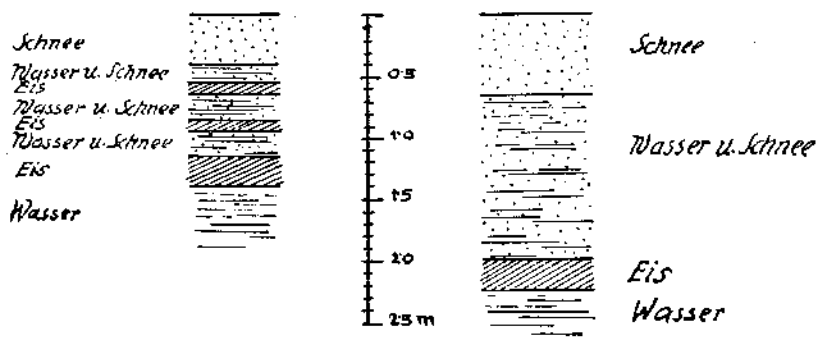 Schnee
Wasser u. Schnee
Eis
Wasser u. Schnee
Eis
Wasser u. Schnee
Eis
Wasser
0.5
1.0
1.5
2.0
2.5 m
Schnee
Wasser u. Schnee
Eis
Wasser